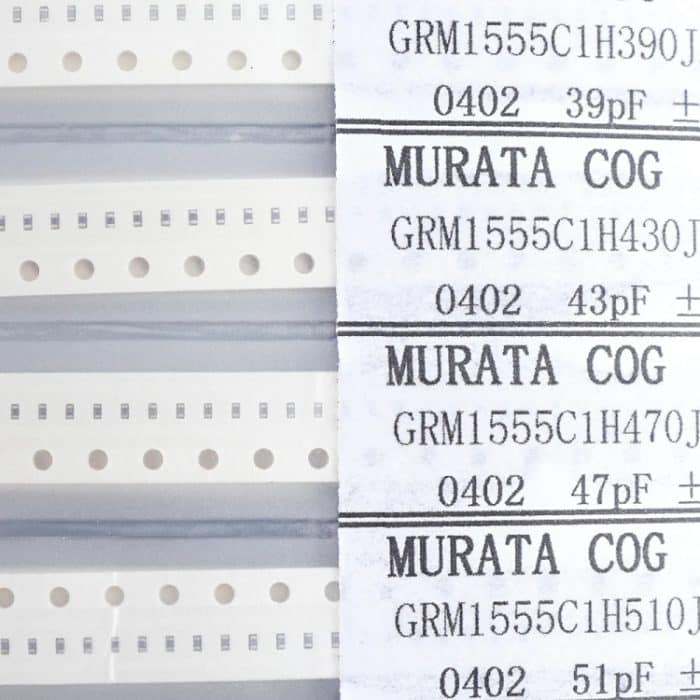 GRM1555C1H390J
0402 39pF ±
MURATA COG
GRM1555C1H430J
0402 43pF ±
MURATA COG
GRM1555C1H470J
0402 47pF ±
MURATA COG
GRM1555C1H510J
0402 51pF ±